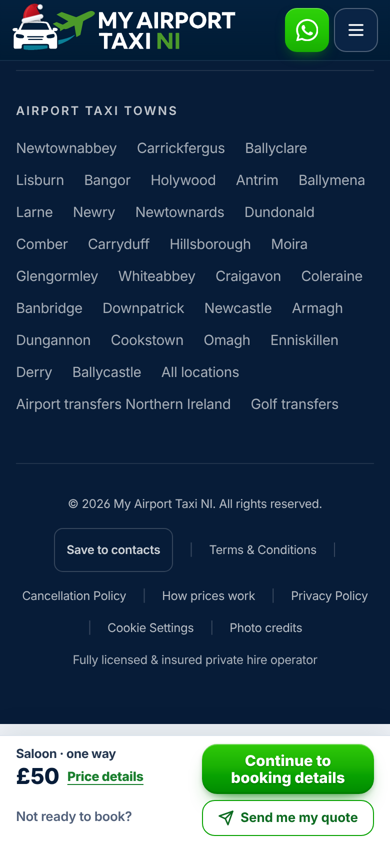 MY AIRPORT
TAXI NI
AIRPORT TAXI TOWNS
Newtownabbey Carrickfergus Ballyclare
Lisburn Bangor Holywood Antrim Ballymena
Larne Newry Newtownards Dundonald
Comber Carryduff Hillsborough Moira
Glengormley Whiteabbey Craigavon Coleraine
Banbridge Downpatrick Newcastle Armagh
Dungannon Cookstown Omagh Enniskillen
Derry Ballycastle All locations
Airport transfers Northern Ireland Golf transfers
© 2026 My Airport Taxi NI. All rights reserved.
Save to contacts | Terms & Conditions |
Cancellation Policy | How prices work | Privacy Policy
| Cookie Settings | Photo credits
Fully licensed & insured private hire operator
Saloon · one way
£50 Price details
Continue to
booking details
Not ready to book?
Send me my quote